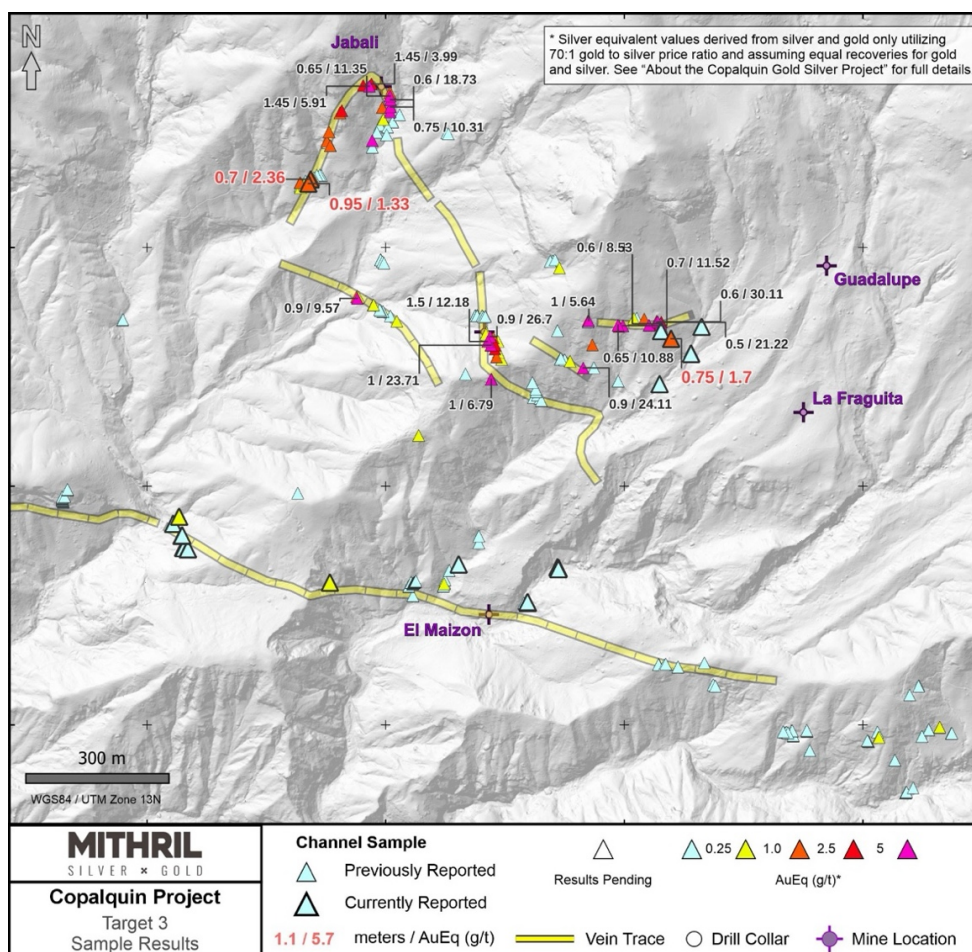 N
Jabali
* Silver equivalent values derived from silver and gold only utilizing
70:1 gold to silver price ratio and assuming equal recoveries for gold
and silver. See “About the Copalquin Gold Silver Project” for full details
1.45 / 3.99
0.65 / 11.35
0.6 / 18.73
1.45 / 5.91
0.75 / 10.31
0.7 / 2.36
0.95 / 1.33
0.6 / 8.53
0.7 / 11.52
Guadalupe
0.9 / 9.57
1.5 / 12.18
1 / 5.64
0.6 / 30.11
0.9 / 26.7
0.5 / 21.22
0.65 / 10.88
1 / 23.71
0.75 / 1.7
1 / 6.79
0.9 / 24.11
La Fraguita
El Maizon
300 m
WGS84 / UTM Zone 13N
MITHRIL
SILVER × GOLD
Copalquin Project
Target 3
Sample Results
Channel Sample
Previously Reported
Currently Reported
1.1 / 5.7 meters / AuEq (g/t)
Results Pending
0.25 1.0 2.5 5
AuEq (g/t)*
Vein Trace
Drill Collar
Mine Location